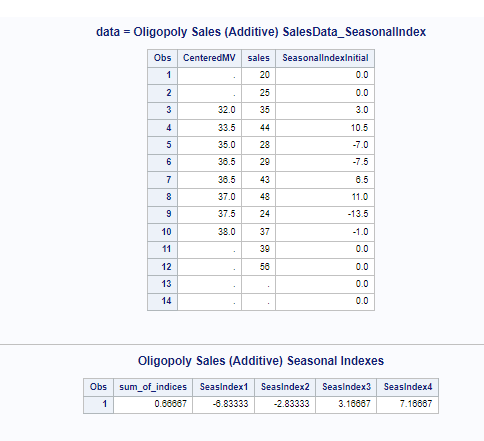 data = Oligopoly Sales (Additive) SalesData_SeasonalIndex
Obs CenteredMV sales SeasonalIndexInitial
1 . 20 0.0
2 . 25 0.0
3 32.0 35 3.0
4 33.5 44 10.5
5 35.0 28 -7.0
6 36.5 29 -7.5
7 36.5 43 6.5
8 37.0 48 11.0
9 37.5 24 -13.5
10 38.0 37 -1.0
11 . 39 0.0
12 . 56 0.0
13 . . 0.0
14 . . 0.0
Oligopoly Sales (Additive) Seasonal Indexes
Obs sum_of_indices SeasIndex1 SeasIndex2 SeasIndex3 SeasIndex4
1 0.66667 -6.83333 -2.83333 3.16667 7.16667